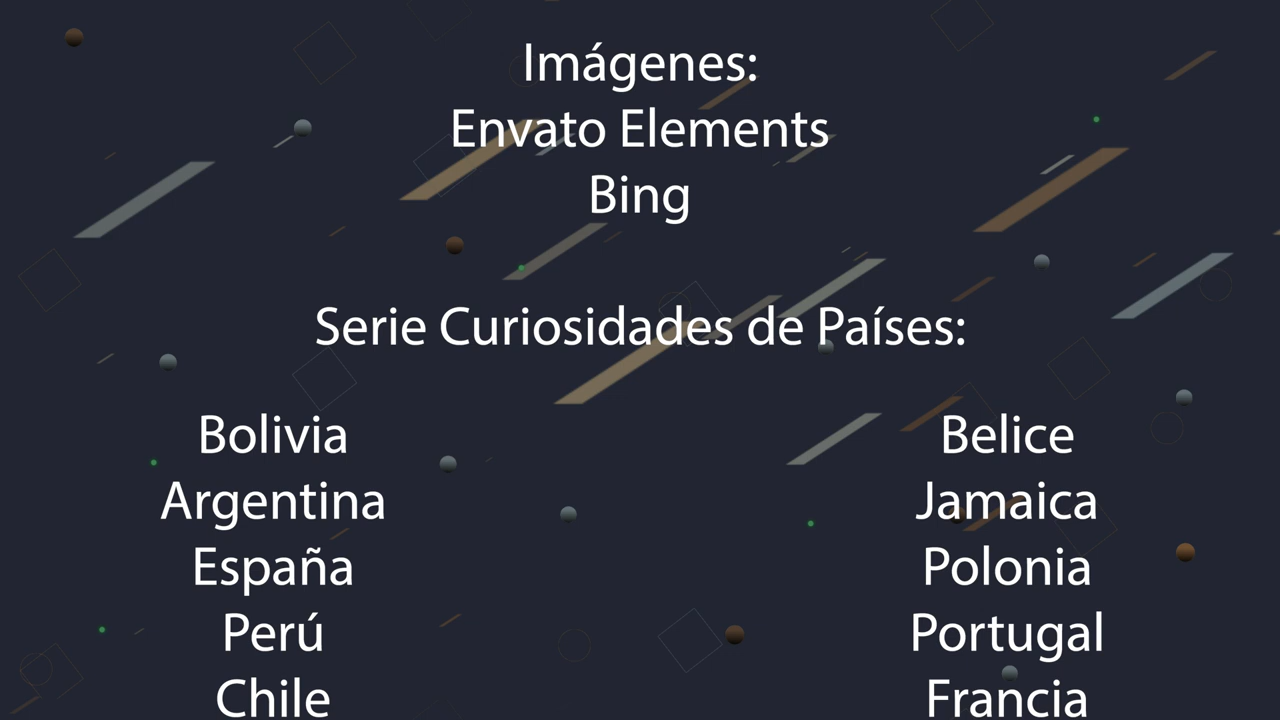 Imágenes:
Envato Elements
Bing
Serie Curiosidades de Países:
Bolivia
Argentina
España
Perú
Chile
Belice
Jamaica
Polonia
Portugal
Francia